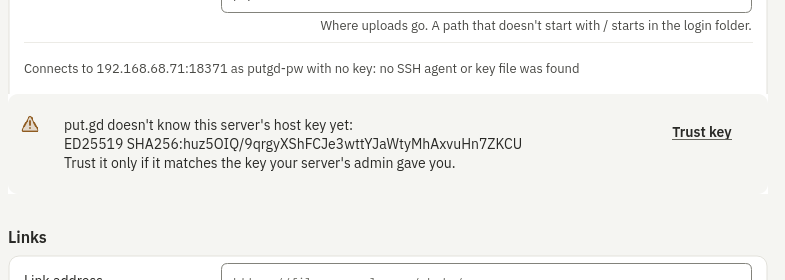 Where uploads go. A path that doesn't start with / starts in the login folder.
Connects to 192.168.68.71:18371 as putgd-pw with no key: no SSH agent or key file was found
put.gd doesn't know this server's host key yet:
ED25519 SHA256:huz5OIQ/9qrgyXShFCJe3wttYJaWtyMhAxvuHn7ZKCU
Trust it only if it matches the key your server's admin gave you.
Trust key
Links
Link address